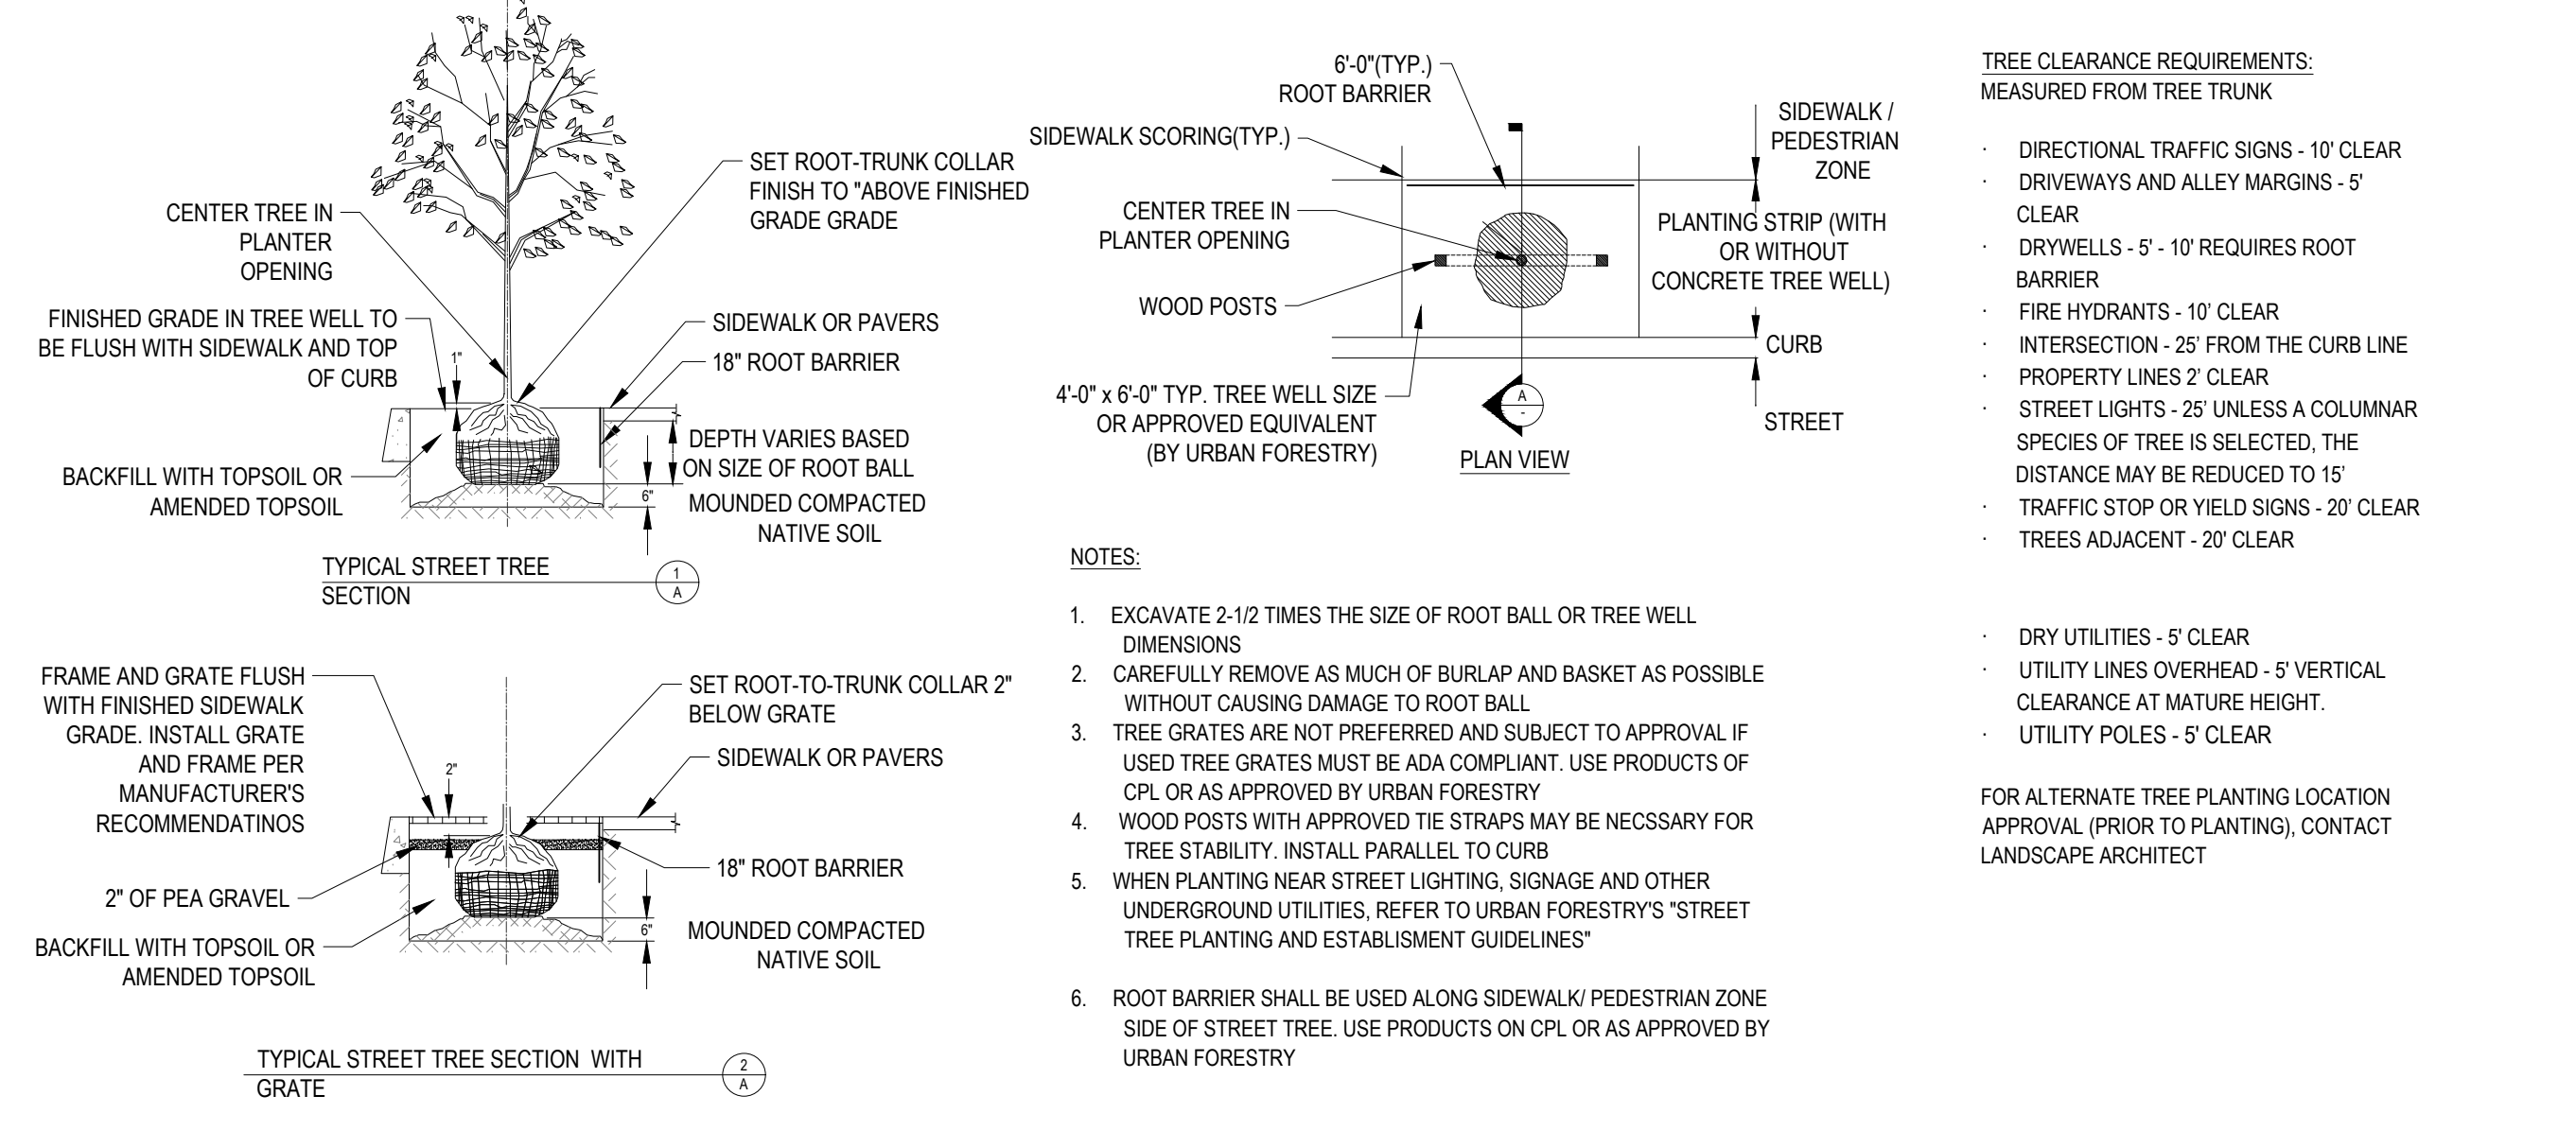 CENTER TREE IN
PLANTER
OPENING
SET ROOT-TRUNK COLLAR
FINISH TO "ABOVE FINISHED
GRADE GRADE
FINISHED GRADE IN TREE WELL TO
BE FLUSH WITH SIDEWALK AND TOP
OF CURB
1"
SIDEWALK OR PAVERS
18" ROOT BARRIER
BACKFILL WITH TOPSOIL OR
AMENDED TOPSOIL
DEPTH VARIES BASED
ON SIZE OF ROOT BALL
6"
MOUNDED COMPACTED
NATIVE SOIL
TYPICAL STREET TREE
SECTION
1
A
FRAME AND GRATE FLUSH
WITH FINISHED SIDEWALK
GRADE. INSTALL GRATE
AND FRAME PER
MANUFACTURER'S
RECOMMENDATINOS
2"
SET ROOT-TO-TRUNK COLLAR 2"
BELOW GRATE
SIDEWALK OR PAVERS
18" ROOT BARRIER
2" OF PEA GRAVEL
BACKFILL WITH TOPSOIL OR
AMENDED TOPSOIL
6"
MOUNDED COMPACTED
NATIVE SOIL
TYPICAL STREET TREE SECTION WITH
GRATE
2
A
6'-0"(TYP.)
ROOT BARRIER
SIDEWALK SCORING(TYP.)
CENTER TREE IN
PLANTER OPENING
WOOD POSTS
4'-0" x 6'-0" TYP. TREE WELL SIZE
OR APPROVED EQUIVALENT
(BY URBAN FORESTRY)
SIDEWALK /
PEDESTRIAN
ZONE
PLANTING STRIP (WITH
OR WITHOUT
CONCRETE TREE WELL)
CURB
STREET
A
-
PLAN VIEW
NOTES:
1. EXCAVATE 2-1/2 TIMES THE SIZE OF ROOT BALL OR TREE WELL
DIMENSIONS
2. CAREFULLY REMOVE AS MUCH OF BURLAP AND BASKET AS POSSIBLE
WITHOUT CAUSING DAMAGE TO ROOT BALL
3. TREE GRATES ARE NOT PREFERRED AND SUBJECT TO APPROVAL IF
USED TREE GRATES MUST BE ADA COMPLIANT. USE PRODUCTS OF
CPL OR AS APPROVED BY URBAN FORESTRY
4. WOOD POSTS WITH APPROVED TIE STRAPS MAY BE NECSSARY FOR
TREE STABILITY. INSTALL PARALLEL TO CURB
5. WHEN PLANTING NEAR STREET LIGHTING, SIGNAGE AND OTHER
UNDERGROUND UTILITIES, REFER TO URBAN FORESTRY'S "STREET
TREE PLANTING AND ESTABLISMENT GUIDELINES"
6. ROOT BARRIER SHALL BE USED ALONG SIDEWALK/ PEDESTRIAN ZONE
SIDE OF STREET TREE. USE PRODUCTS ON CPL OR AS APPROVED BY
URBAN FORESTRY
TREE CLEARANCE REQUIREMENTS:
MEASURED FROM TREE TRUNK
· DIRECTIONAL TRAFFIC SIGNS - 10' CLEAR
· DRIVEWAYS AND ALLEY MARGINS - 5'
CLEAR
· DRYWELLS - 5' - 10' REQUIRES ROOT
BARRIER
· FIRE HYDRANTS - 10’ CLEAR
· INTERSECTION - 25’ FROM THE CURB LINE
· PROPERTY LINES 2’ CLEAR
· STREET LIGHTS - 25’ UNLESS A COLUMNAR
SPECIES OF TREE IS SELECTED, THE
DISTANCE MAY BE REDUCED TO 15’
· TRAFFIC STOP OR YIELD SIGNS - 20’ CLEAR
· TREES ADJACENT - 20' CLEAR
· DRY UTILITIES - 5' CLEAR
· UTILITY LINES OVERHEAD - 5' VERTICAL
CLEARANCE AT MATURE HEIGHT.
· UTILITY POLES - 5' CLEAR
FOR ALTERNATE TREE PLANTING LOCATION
APPROVAL (PRIOR TO PLANTING), CONTACT
LANDSCAPE ARCHITECT